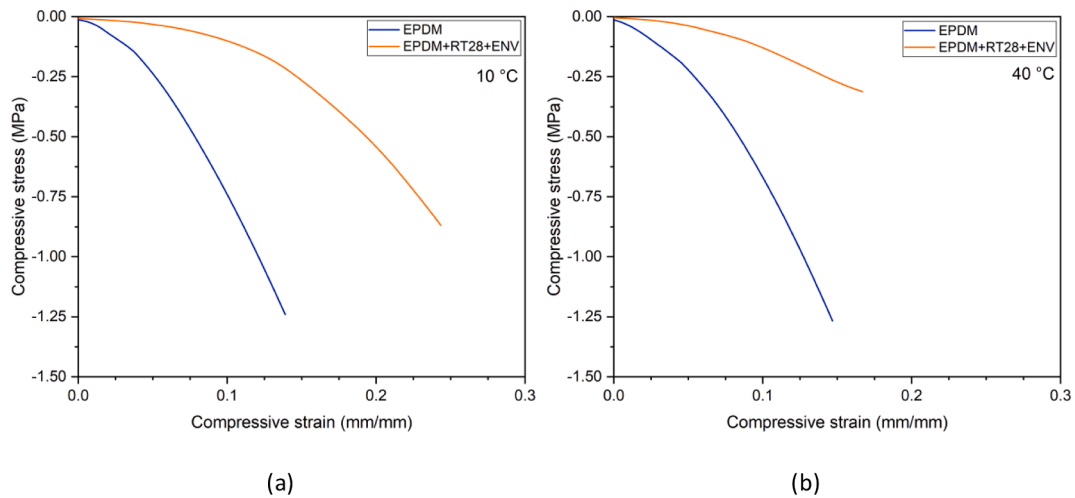 0.00
-0.25
-0.50
-0.75
-1.00
-1.25
-1.50
Compressive stress (MPa)
EPDM
EPDM+RT28+ENV
10 °C
0.0
0.1
0.2
0.3
Compressive strain (mm/mm)
(a)
0.00
-0.25
-0.50
-0.75
-1.00
-1.25
-1.50
Compressive stress (MPa)
EPDM
EPDM+RT28+ENV
40 °C
0.0
0.1
0.2
0.3
Compressive strain (mm/mm)
(b)